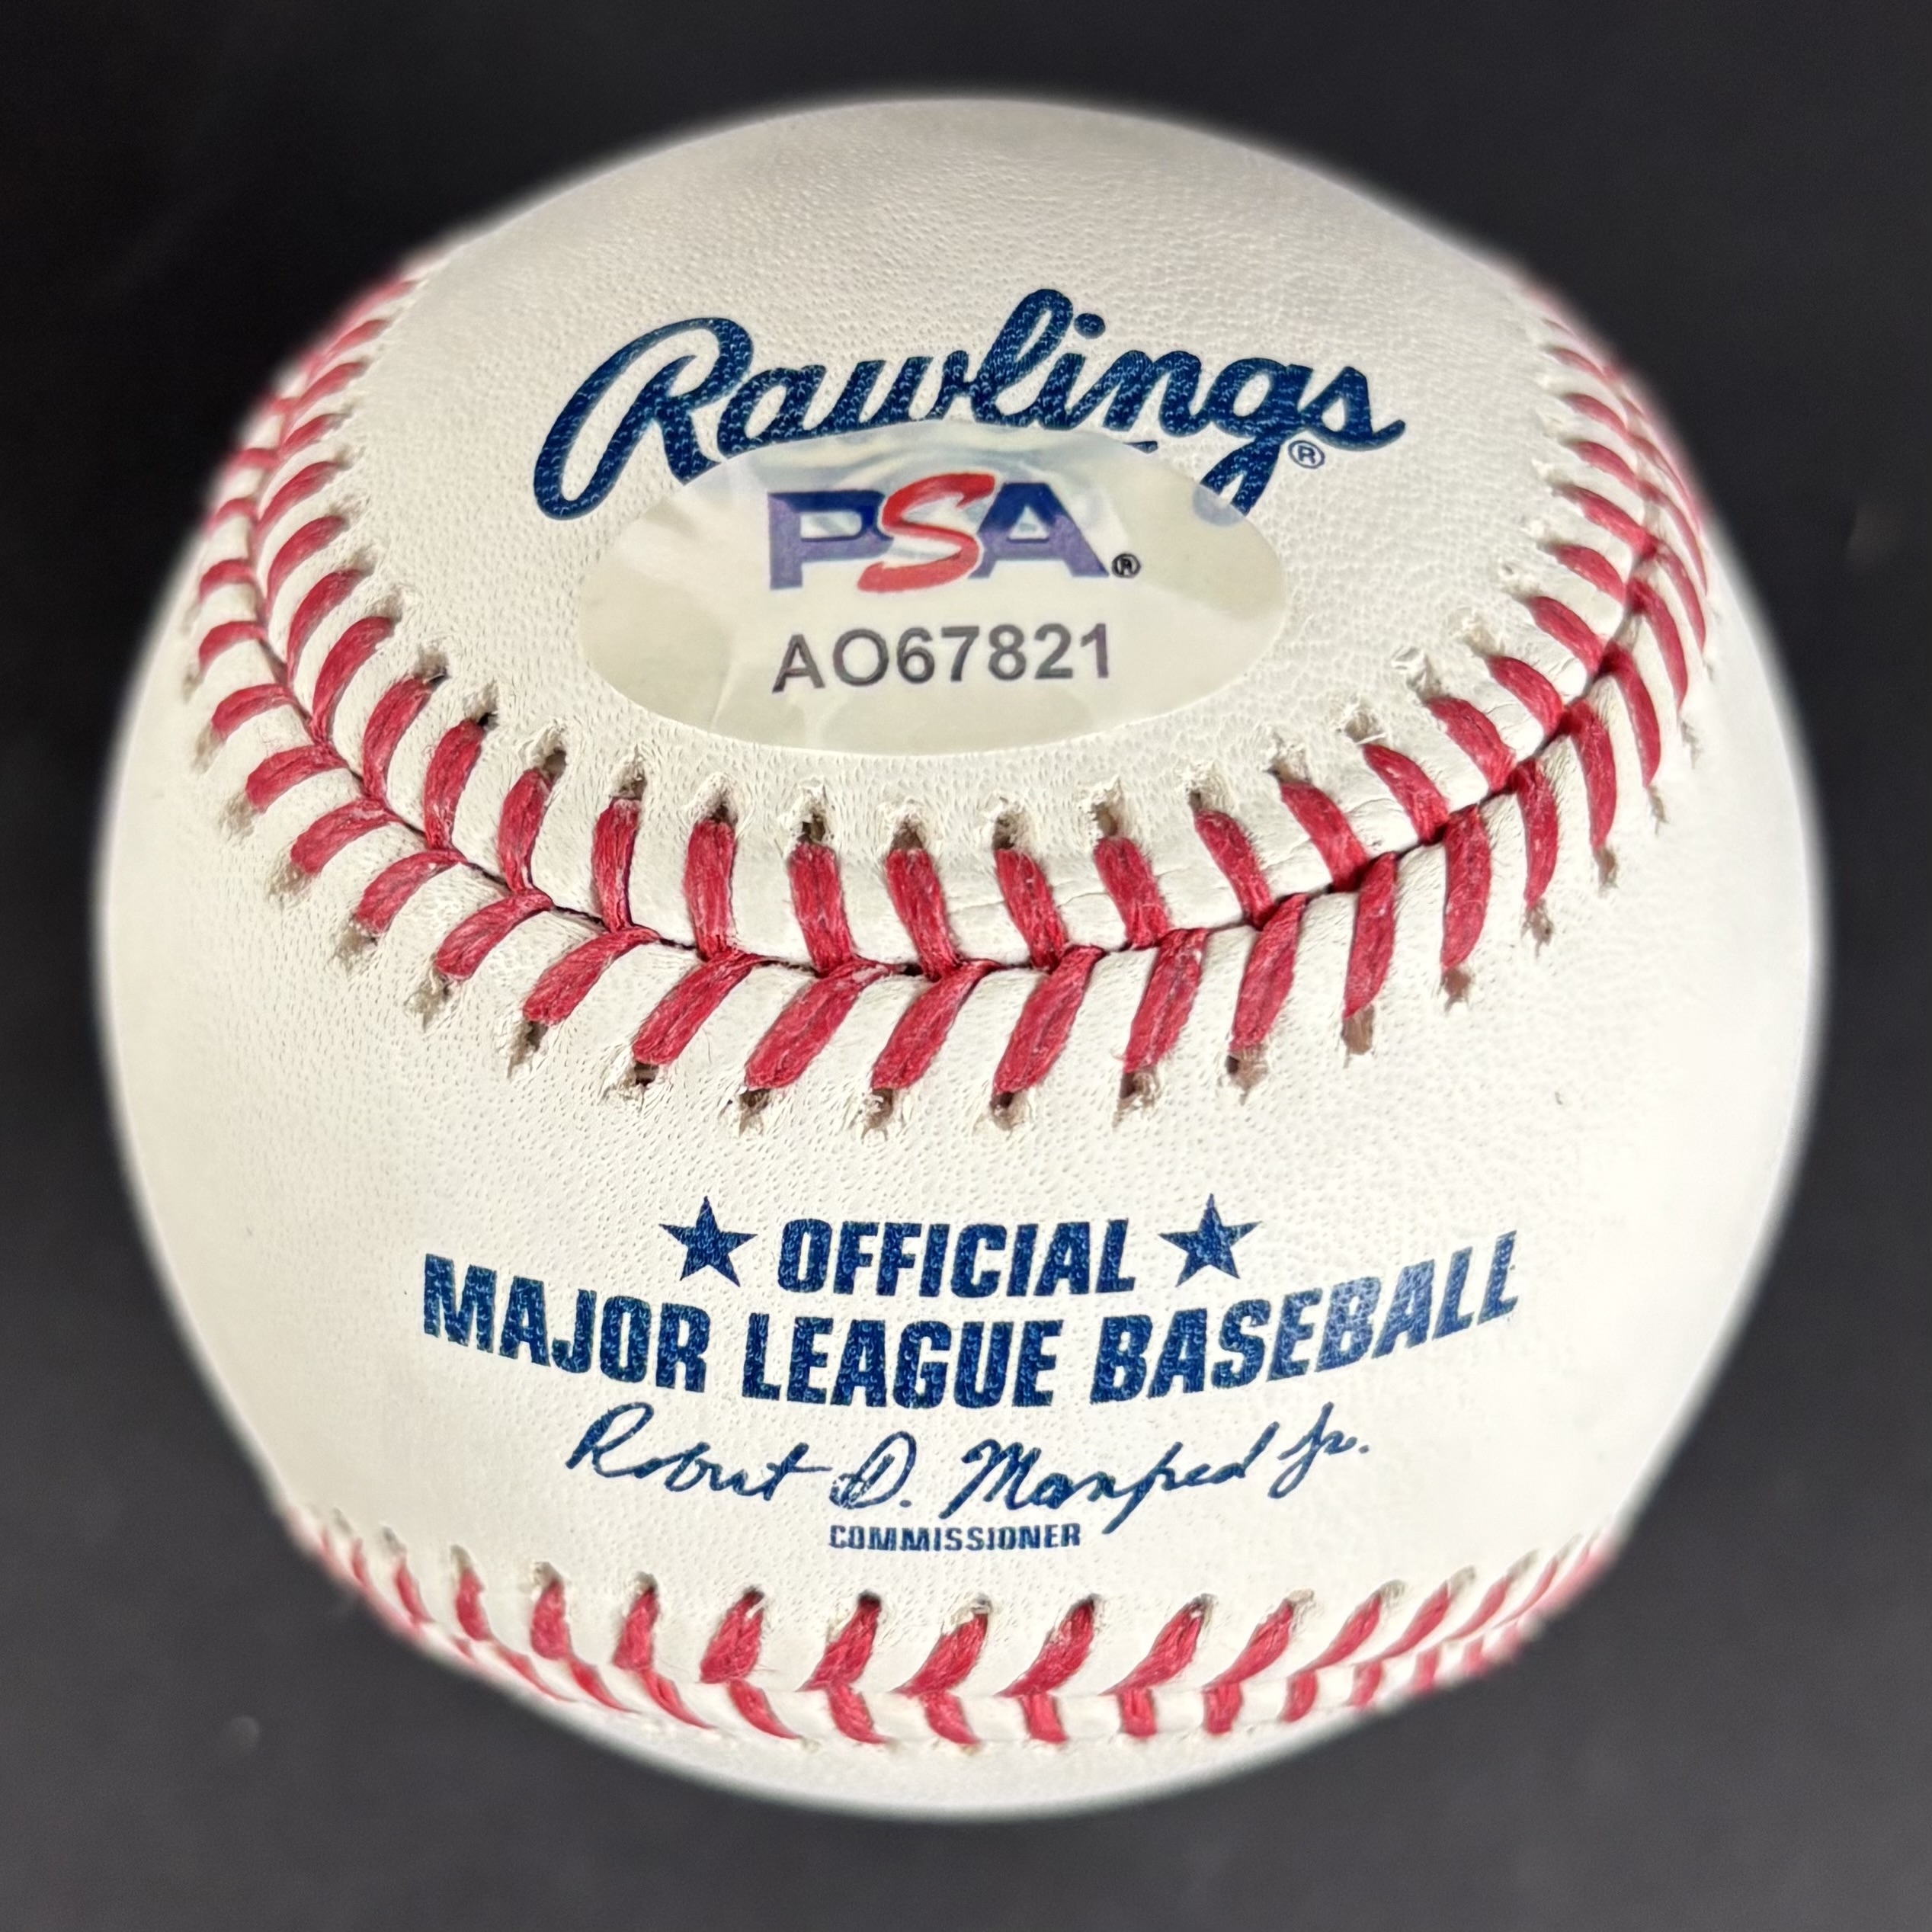 Rawlings®
PSA®
AO67821
★ OFFICIAL ★
MAJOR LEAGUE BASEBALL
Robert D. Manfred Jr.
COMMISSIONER